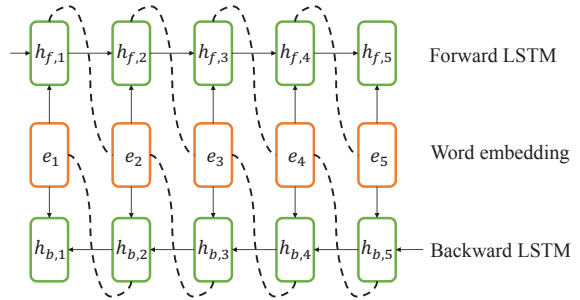 h_{f,1} h_{f,2} h_{f,3} h_{f,4} h_{f,5} Forward LSTM
e_1 e_2 e_3 e_4 e_5 Word embedding
h_{b,1} h_{b,2} h_{b,3} h_{b,4} h_{b,5} Backward LSTM